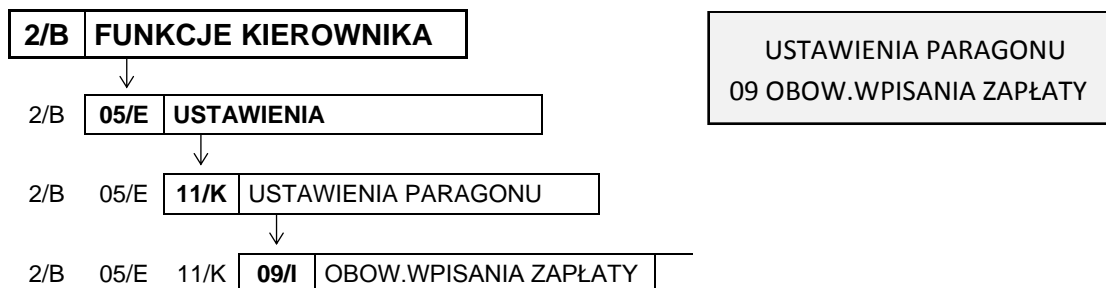 2/B FUNKCJE KIEROWNIKA
2/B 05/E USTAWIENIA
2/B 05/E 11/K USTAWIENIA PARAGONU
2/B 05/E 11/K 09/I OBOW.WPISANIA ZAPŁATY
USTAWIENIA PARAGONU
09 OBOW.WPISANIA ZAPŁATY